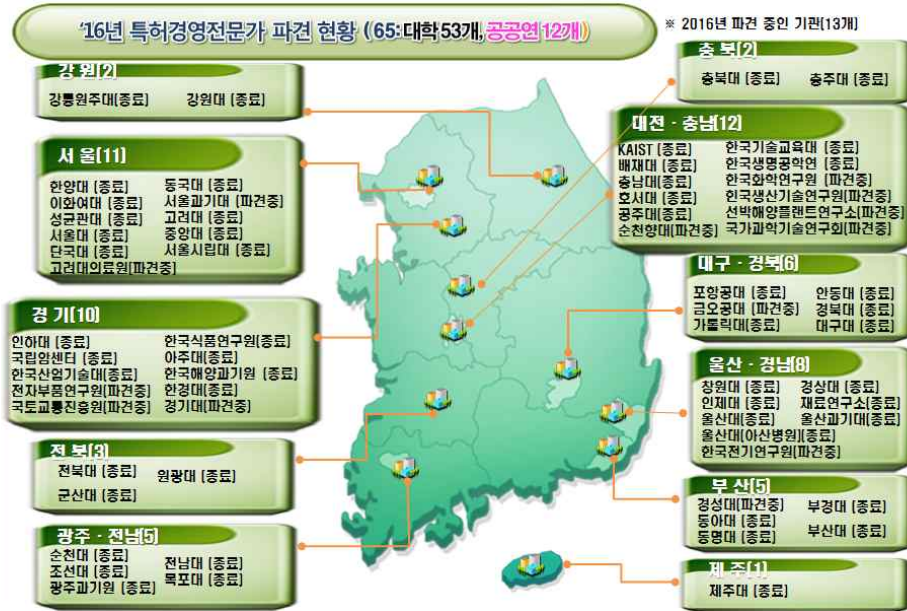 '16년 특허경영전문가 파견 현황 (65: 대학 53개, 공공연 12개)
※ 2016년 파견 중인 기관(13개)
강 원(2)
강릉원주대(종료) 강원대 (종료)
서 울(11)
한양대 (종료) 동국대 (종료)
이화여대 (종료) 서울과기대 (파견중)
성균관대 (종료) 고려대 (종료)
서울대 (종료) 중앙대 (종료)
단국대 (종료) 서울시립대 (종료)
고려대의료원(파견중)
경 기(10)
인하대 (종료) 한국식품연구원(종료)
국립암센터 (종료) 아주대(종료)
한국산업기술대(종료) 한국해양과기원 (종료)
전자부품연구원(파견중) 한경대(종료)
국토교통진흥원(파견중) 경기대(파견중)
전 북(3)
전북대 (종료) 원광대 (종료)
군산대 (종료)
광주 · 전남(5)
순천대 (종료)
조선대 (종료) 전남대 (종료)
광주과기원 (종료) 목포대 (종료)
충 북(2)
충북대 (종료) 충주대 (종료)
대전 · 충남(12)
KAIST (종료) 한국기술교육대 (종료)
배재대 (종료) 한국생명공학연 (종료)
충남대(종료) 한국화학연구원 (파견중)
호서대 (종료) 한국생산기술연구원(파견중)
공주대(종료) 선박해양플랜트연구소(파견중)
순천향대(파견중) 국가과학기술연구회(파견중)
대구 · 경북(6)
포항공대 (종료) 안동대 (종료)
금오공대 (파견중) 경북대 (종료)
가톨릭대(종료) 대구대 (종료)
울산 · 경남(8)
창원대 (종료) 경상대 (종료)
인제대 (종료) 재료연구소(종료)
울산대(종료) 울산과기대(종료)
울산대(아산병원)(종료)
한국전기연구원(파견중)
부 산(5)
경성대(파견중) 부경대 (종료)
동아대 (종료)
동명대 (종료) 부산대 (종료)
제 주(1)
제주대 (종료)